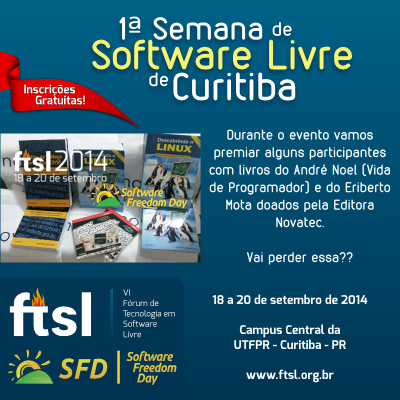 1ª Semana de
Software Livre
de Curitiba
Inscrições
Gratuitas!
ftsl 2014
18 a 20 de setembro
Descobrindo o
LINUX
Software
Freedom Day
Durante o evento vamos
premiar alguns participantes
com livros do André Noel (Vida
de Programador) e do Eriberto
Mota doados pela Editora
Novatec.
Vai perder essa??
ftsl
VI
Fórum de
Tecnologia em
Software
Livre
SFD
Software
Freedom
Day
18 a 20 de setembro de 2014
Campus Central da
UTFPR - Curitiba - PR
www.ftsl.org.br